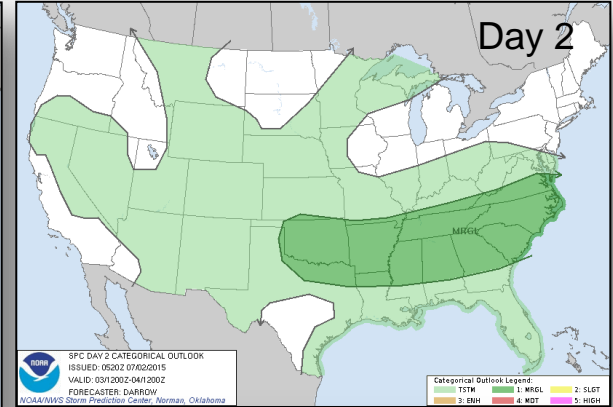 Day 2
MRGL
NOAA
SPC DAY 2 CATEGORICAL OUTLOOK
ISSUED: 0520Z 07/02/2015
VALID: 03/1200Z-04/1200Z
FORECASTER: DARROW
NOAA/NWS Storm Prediction Center, Norman, Oklahoma
Categorical Outlook Legend:
TSTM 1: MRGL 2: SLGT
3: ENH 4: MDT 5: HIGH